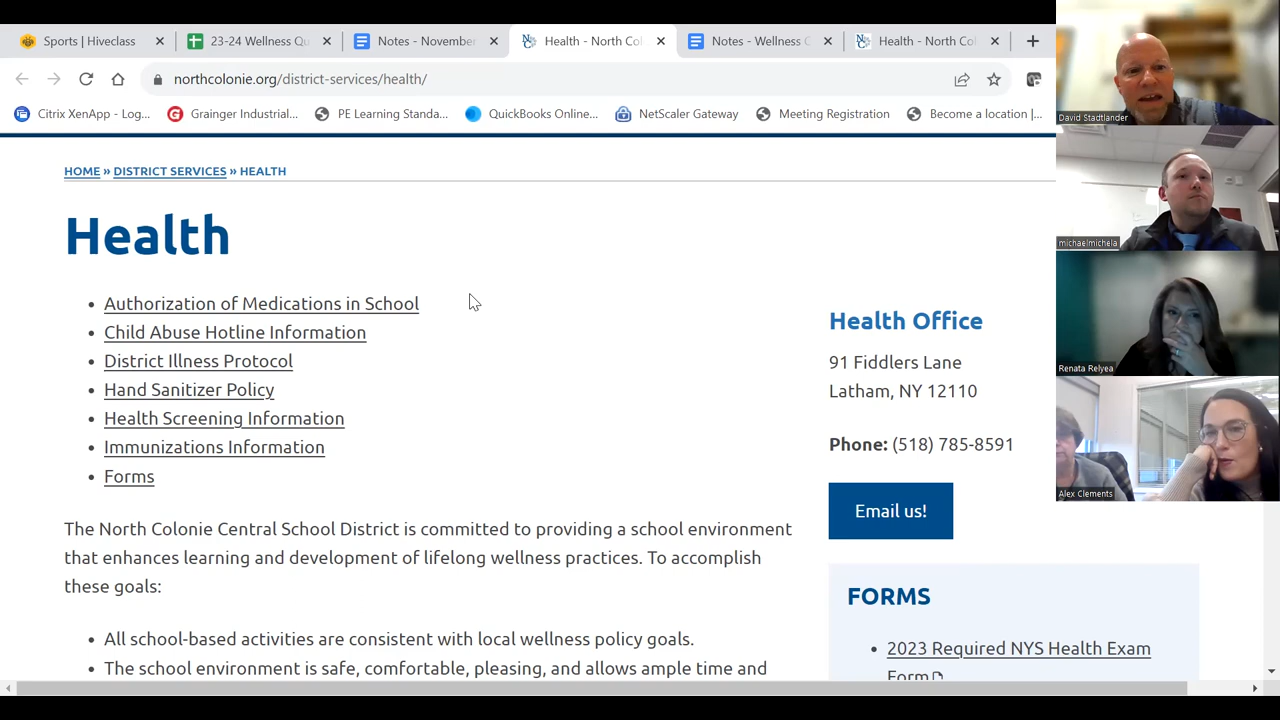 Sports | Hiveclass
23-24 Wellness Qu
Notes - November
Health - North Col
Notes - Wellness C
Health - North Col
northcolonie.org/district-services/health/
Citrix XenApp - Log...
Grainger Industrial...
PE Learning Standa...
QuickBooks Online...
NetScaler Gateway
Meeting Registration
Become a location |...
HOME » DISTRICT SERVICES » HEALTH
Health
• Authorization of Medications in School
• Child Abuse Hotline Information
• District Illness Protocol
• Hand Sanitizer Policy
• Health Screening Information
• Immunizations Information
• Forms
The North Colonie Central School District is committed to providing a school environment
that enhances learning and development of lifelong wellness practices. To accomplish
these goals:
• All school-based activities are consistent with local wellness policy goals.
• The school environment is safe, comfortable, pleasing, and allows ample time and
Health Office
91 Fiddlers Lane
Latham, NY 12110
Phone: (518) 785-8591
Email us!
FORMS
• 2023 Required NYS Health Exam
Form
David Stadtlander
michaelmichela
Renata Relyea
Alex Clements